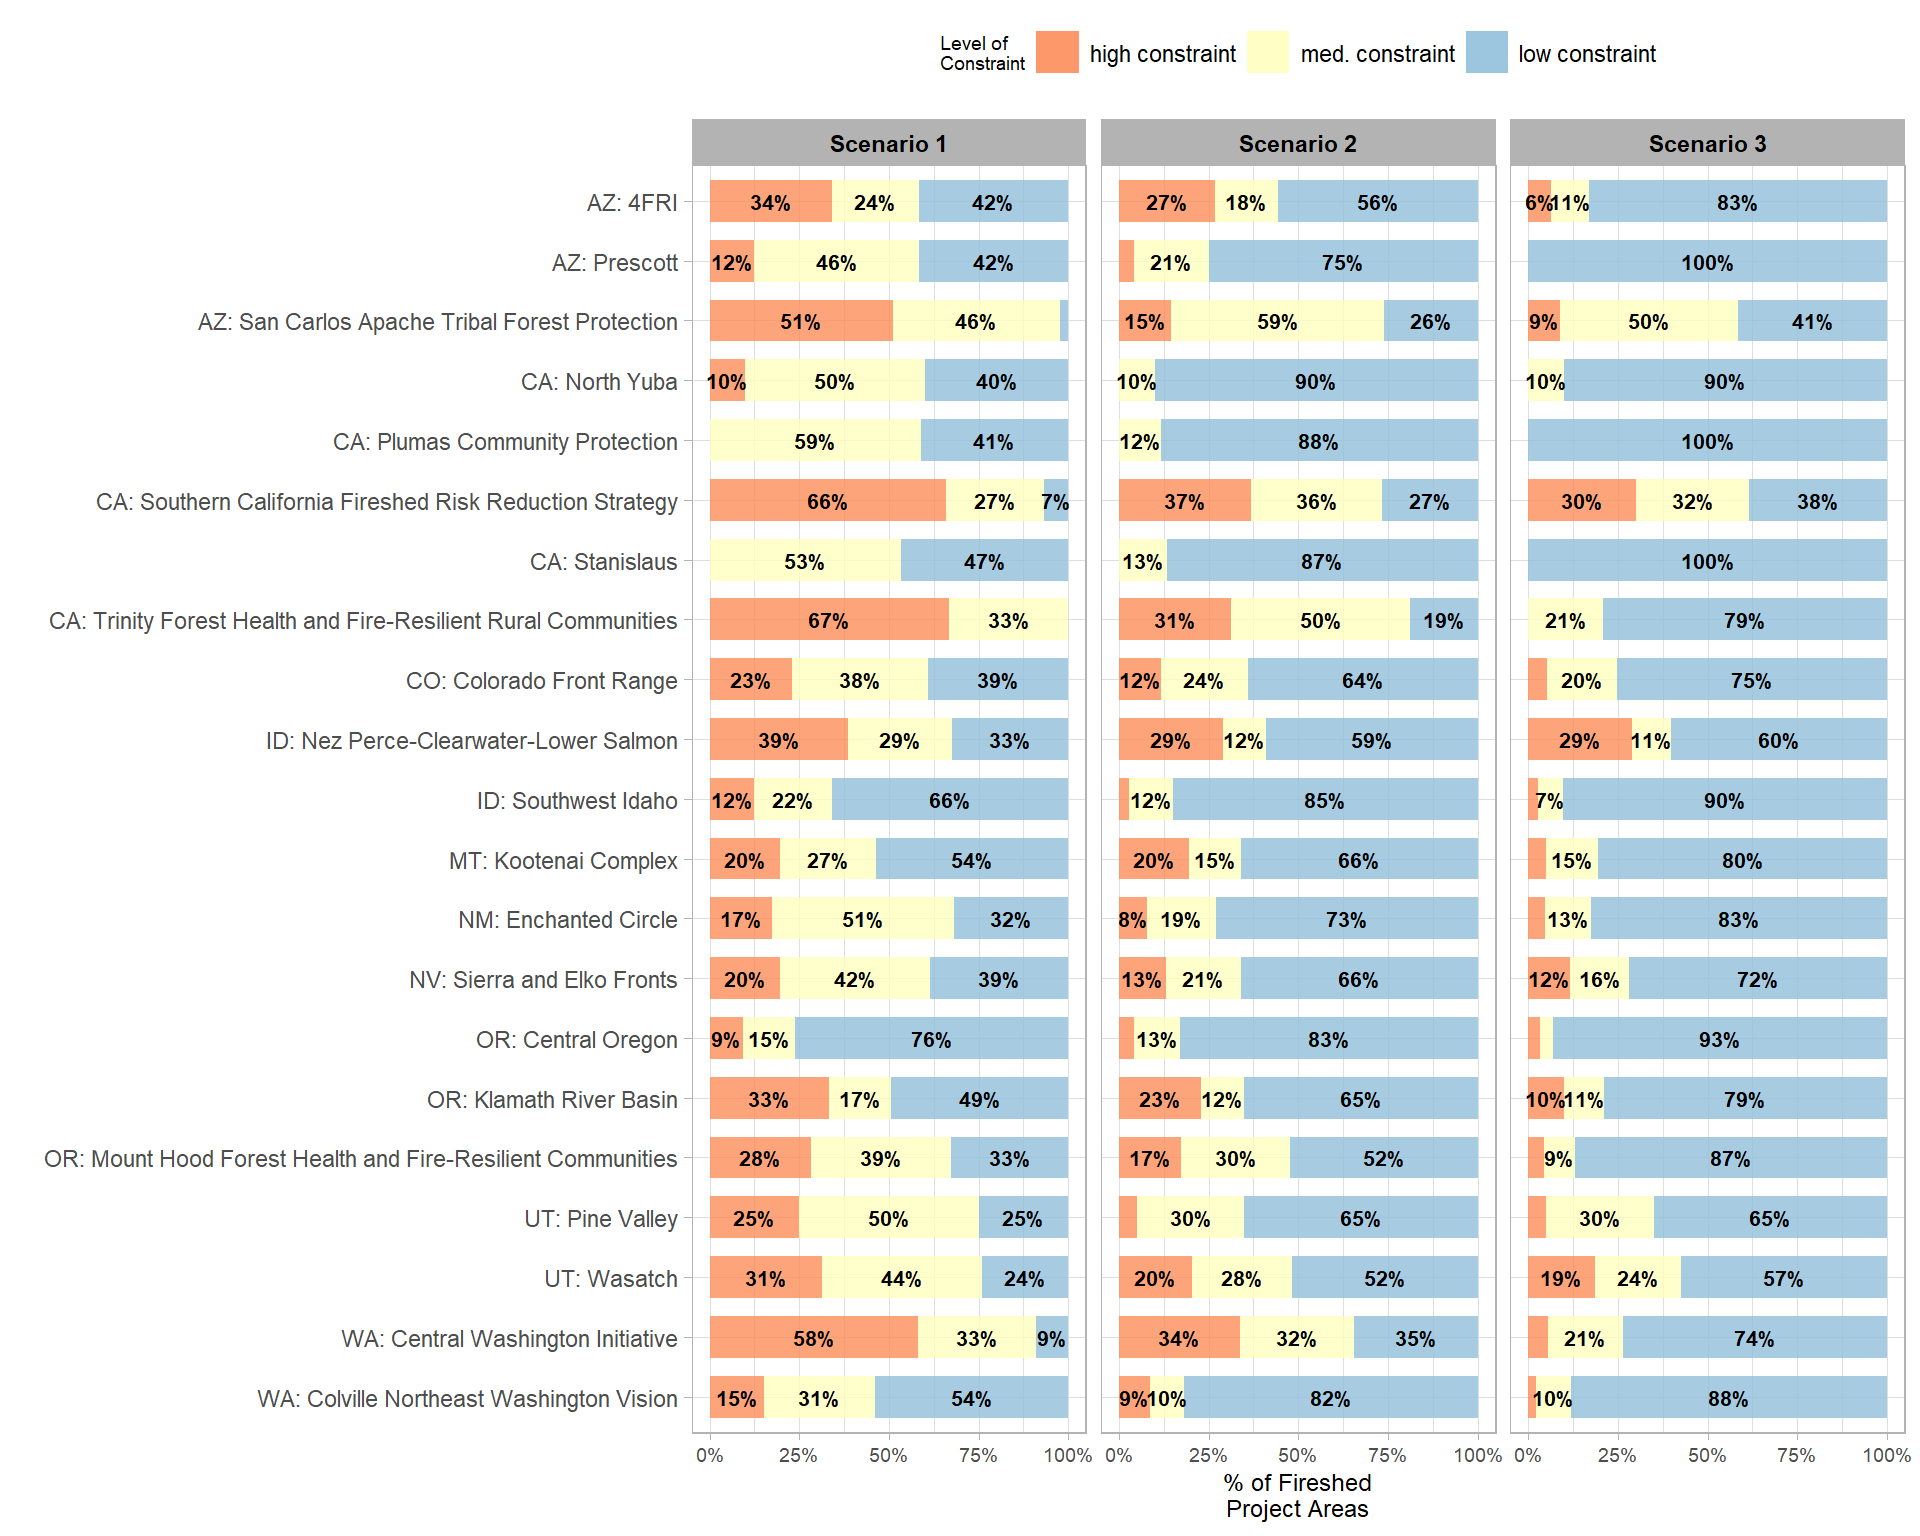 Level of
Constraint
high constraint med. constraint low constraint
Scenario 1 Scenario 2 Scenario 3
AZ: 4FRI 34% 24% 42% 27% 18% 56% 6% 11% 83%
AZ: Prescott 12% 46% 42% 21% 75% 100%
AZ: San Carlos Apache Tribal Forest Protection 51% 46% 15% 59% 26% 9% 50% 41%
CA: North Yuba 10% 50% 40% 10% 90% 10% 90%
CA: Plumas Community Protection 59% 41% 12% 88% 100%
CA: Southern California Fireshed Risk Reduction Strategy 66% 27% 7% 37% 36% 27% 30% 32% 38%
CA: Stanislaus 53% 47% 13% 87% 100%
CA: Trinity Forest Health and Fire-Resilient Rural Communities 67% 33% 31% 50% 19% 21% 79%
CO: Colorado Front Range 23% 38% 39% 12% 24% 64% 20% 75%
ID: Nez Perce-Clearwater-Lower Salmon 39% 29% 33% 29% 12% 59% 29% 11% 60%
ID: Southwest Idaho 12% 22% 66% 12% 85% 7% 90%
MT: Kootenai Complex 20% 27% 54% 20% 15% 66% 15% 80%
NM: Enchanted Circle 17% 51% 32% 8% 19% 73% 13% 83%
NV: Sierra and Elko Fronts 20% 42% 39% 13% 21% 66% 12% 16% 72%
OR: Central Oregon 9% 15% 76% 13% 83% 93%
OR: Klamath River Basin 33% 17% 49% 23% 12% 65% 10% 11% 79%
OR: Mount Hood Forest Health and Fire-Resilient Communities 28% 39% 33% 17% 30% 52% 9% 87%
UT: Pine Valley 25% 50% 25% 30% 65% 30% 65%
UT: Wasatch 31% 44% 24% 20% 28% 52% 19% 24% 57%
WA: Central Washington Initiative 58% 33% 9% 34% 32% 35% 21% 74%
WA: Colville Northeast Washington Vision 15% 31% 54% 9% 10% 82% 10% 88%
0% 25% 50% 75% 100% 0% 25% 50% 75% 100% 0% 25% 50% 75% 100%
% of Fireshed
Project Areas